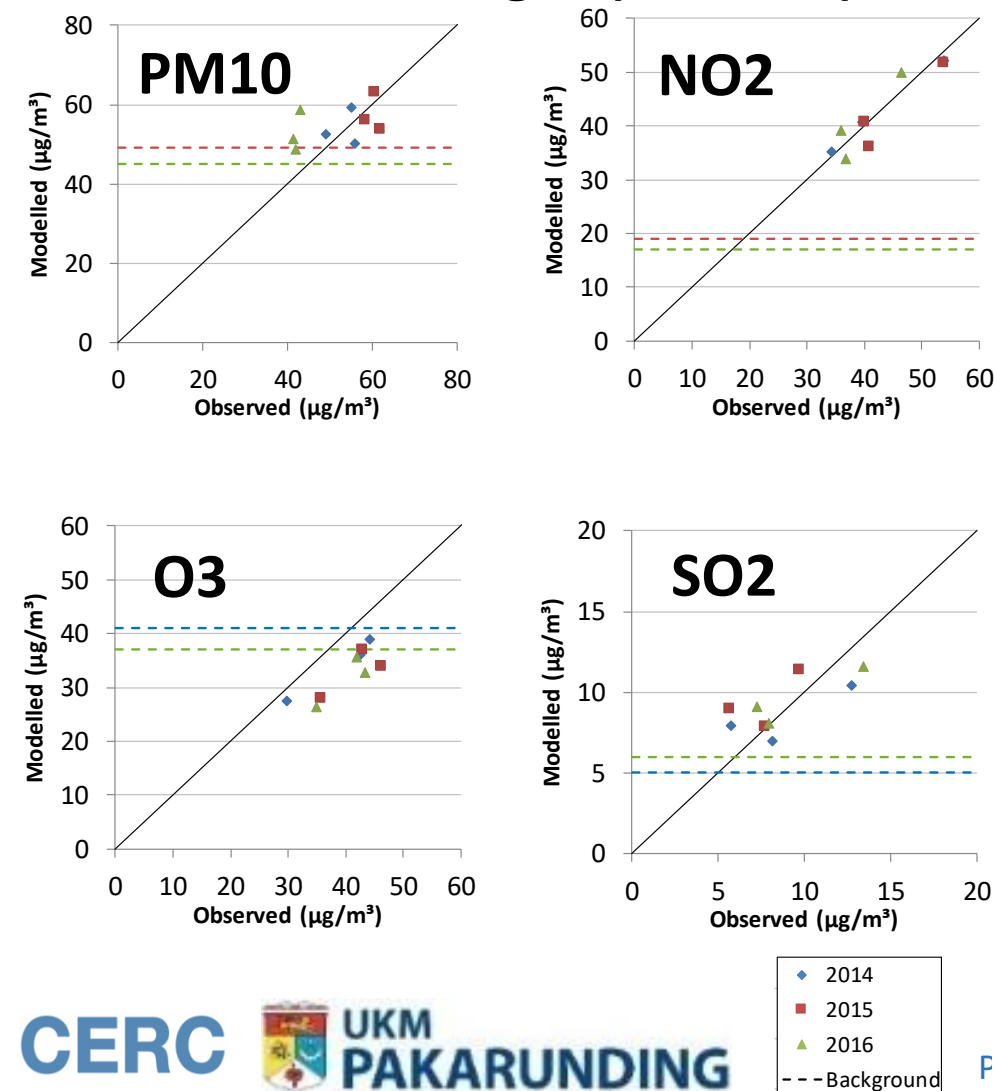 80
60
40
20
0
PM10
Modelled (µg/m³)
0 20 40 60 80
Observed (µg/m³)
60
50
40
30
20
10
0
NO2
Modelled (µg/m³)
0 10 20 30 40 50 60
Observed (µg/m³)
60
50
40
30
20
10
0
O3
Modelled (µg/m³)
0 10 20 30 40 50 60
Observed (µg/m³)
20
15
10
5
0
SO2
Modelled (µg/m³)
0 5 10 15 20
Observed (µg/m³)
2014
2015
2016
Background
CERC
UKM
PAKARUNDING
P